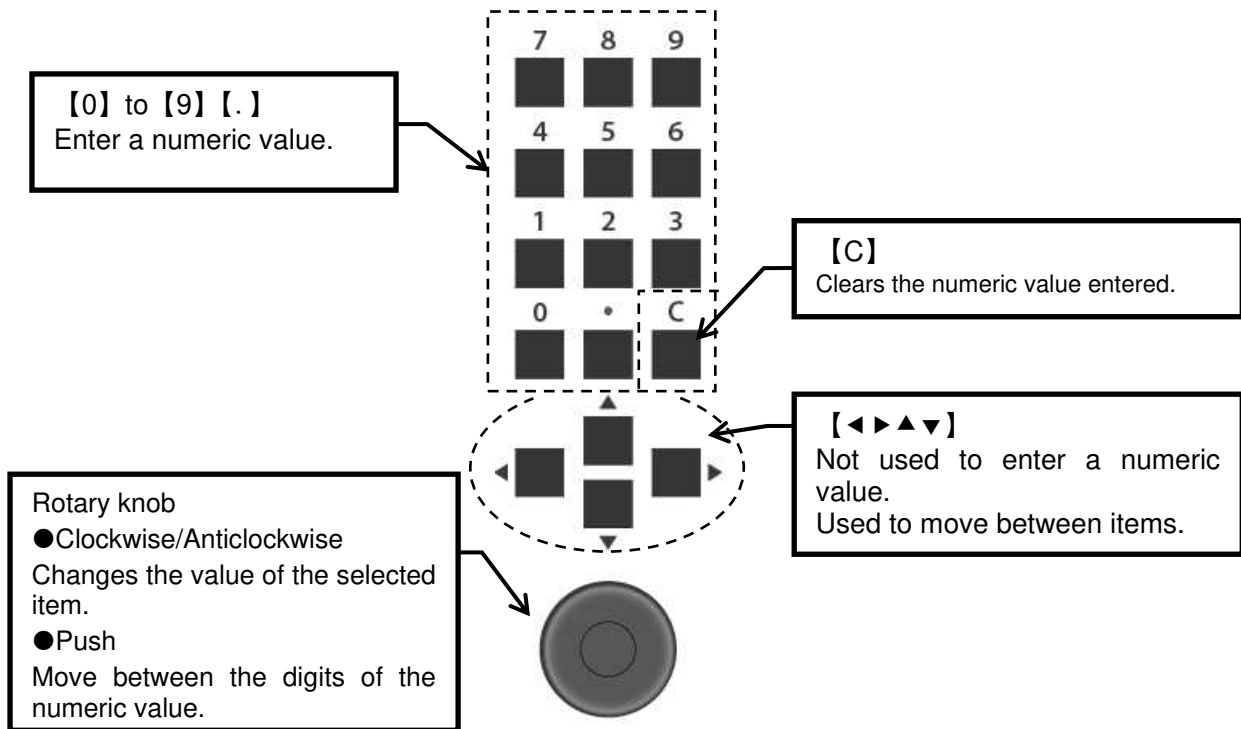 7 8 9
【0】 to 【9】【. 】
Enter a numeric value.
4 5 6
1 2 3
【C】
Clears the numeric value entered.
0 • C
▲
【◀ ▶ ▲ ▼】
Not used to enter a numeric
value.
Used to move between items.
◀ ▶
▼
Rotary knob
●Clockwise/Anticlockwise
Changes the value of the selected
item.
●Push
Move between the digits of the
numeric value.